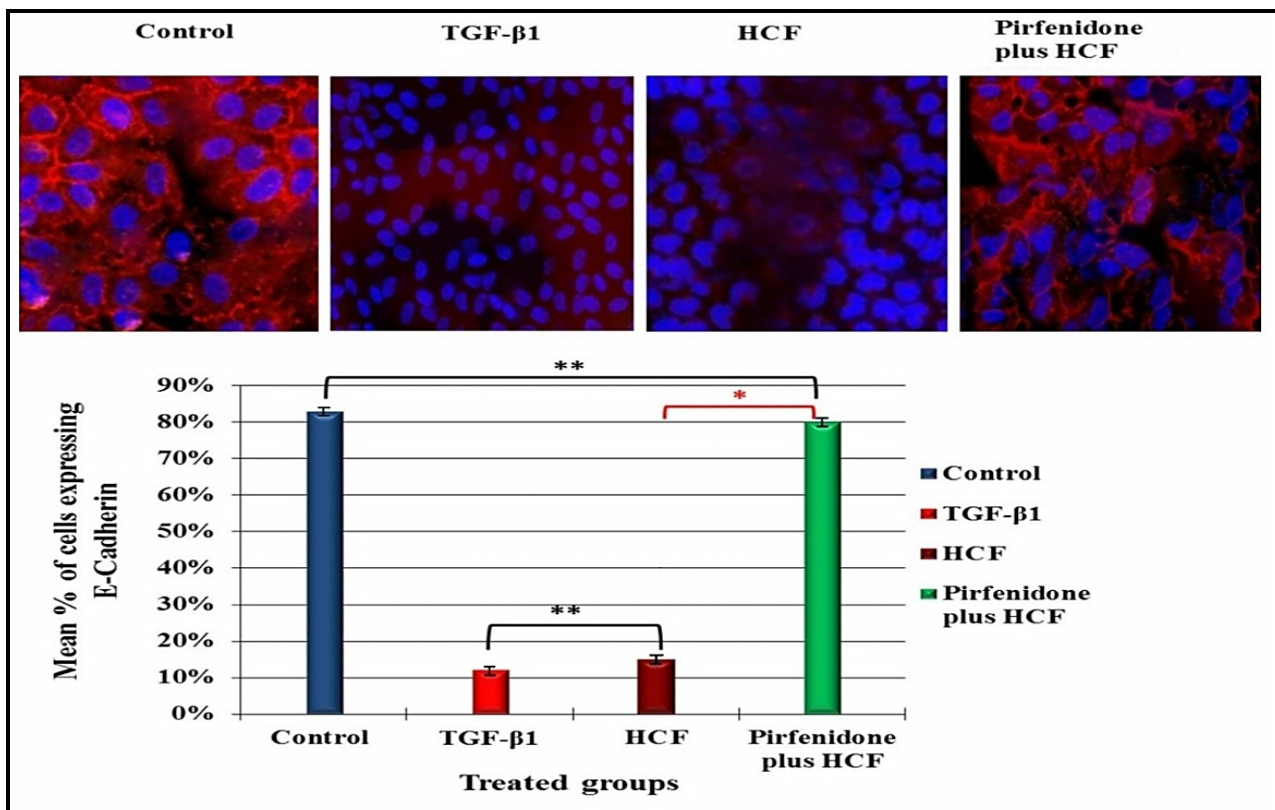 Control
TGF-β1
HCF
Pirfenidone
plus HCF
**
*
**
Mean % of cells expressing
E-Cadherin
90%
80%
70%
60%
50%
40%
30%
20%
10%
0%
Control
TGF-β1
HCF
Pirfenidone
plus HCF
Treated groups
Control
TGF-β1
HCF
Pirfenidone
plus HCF